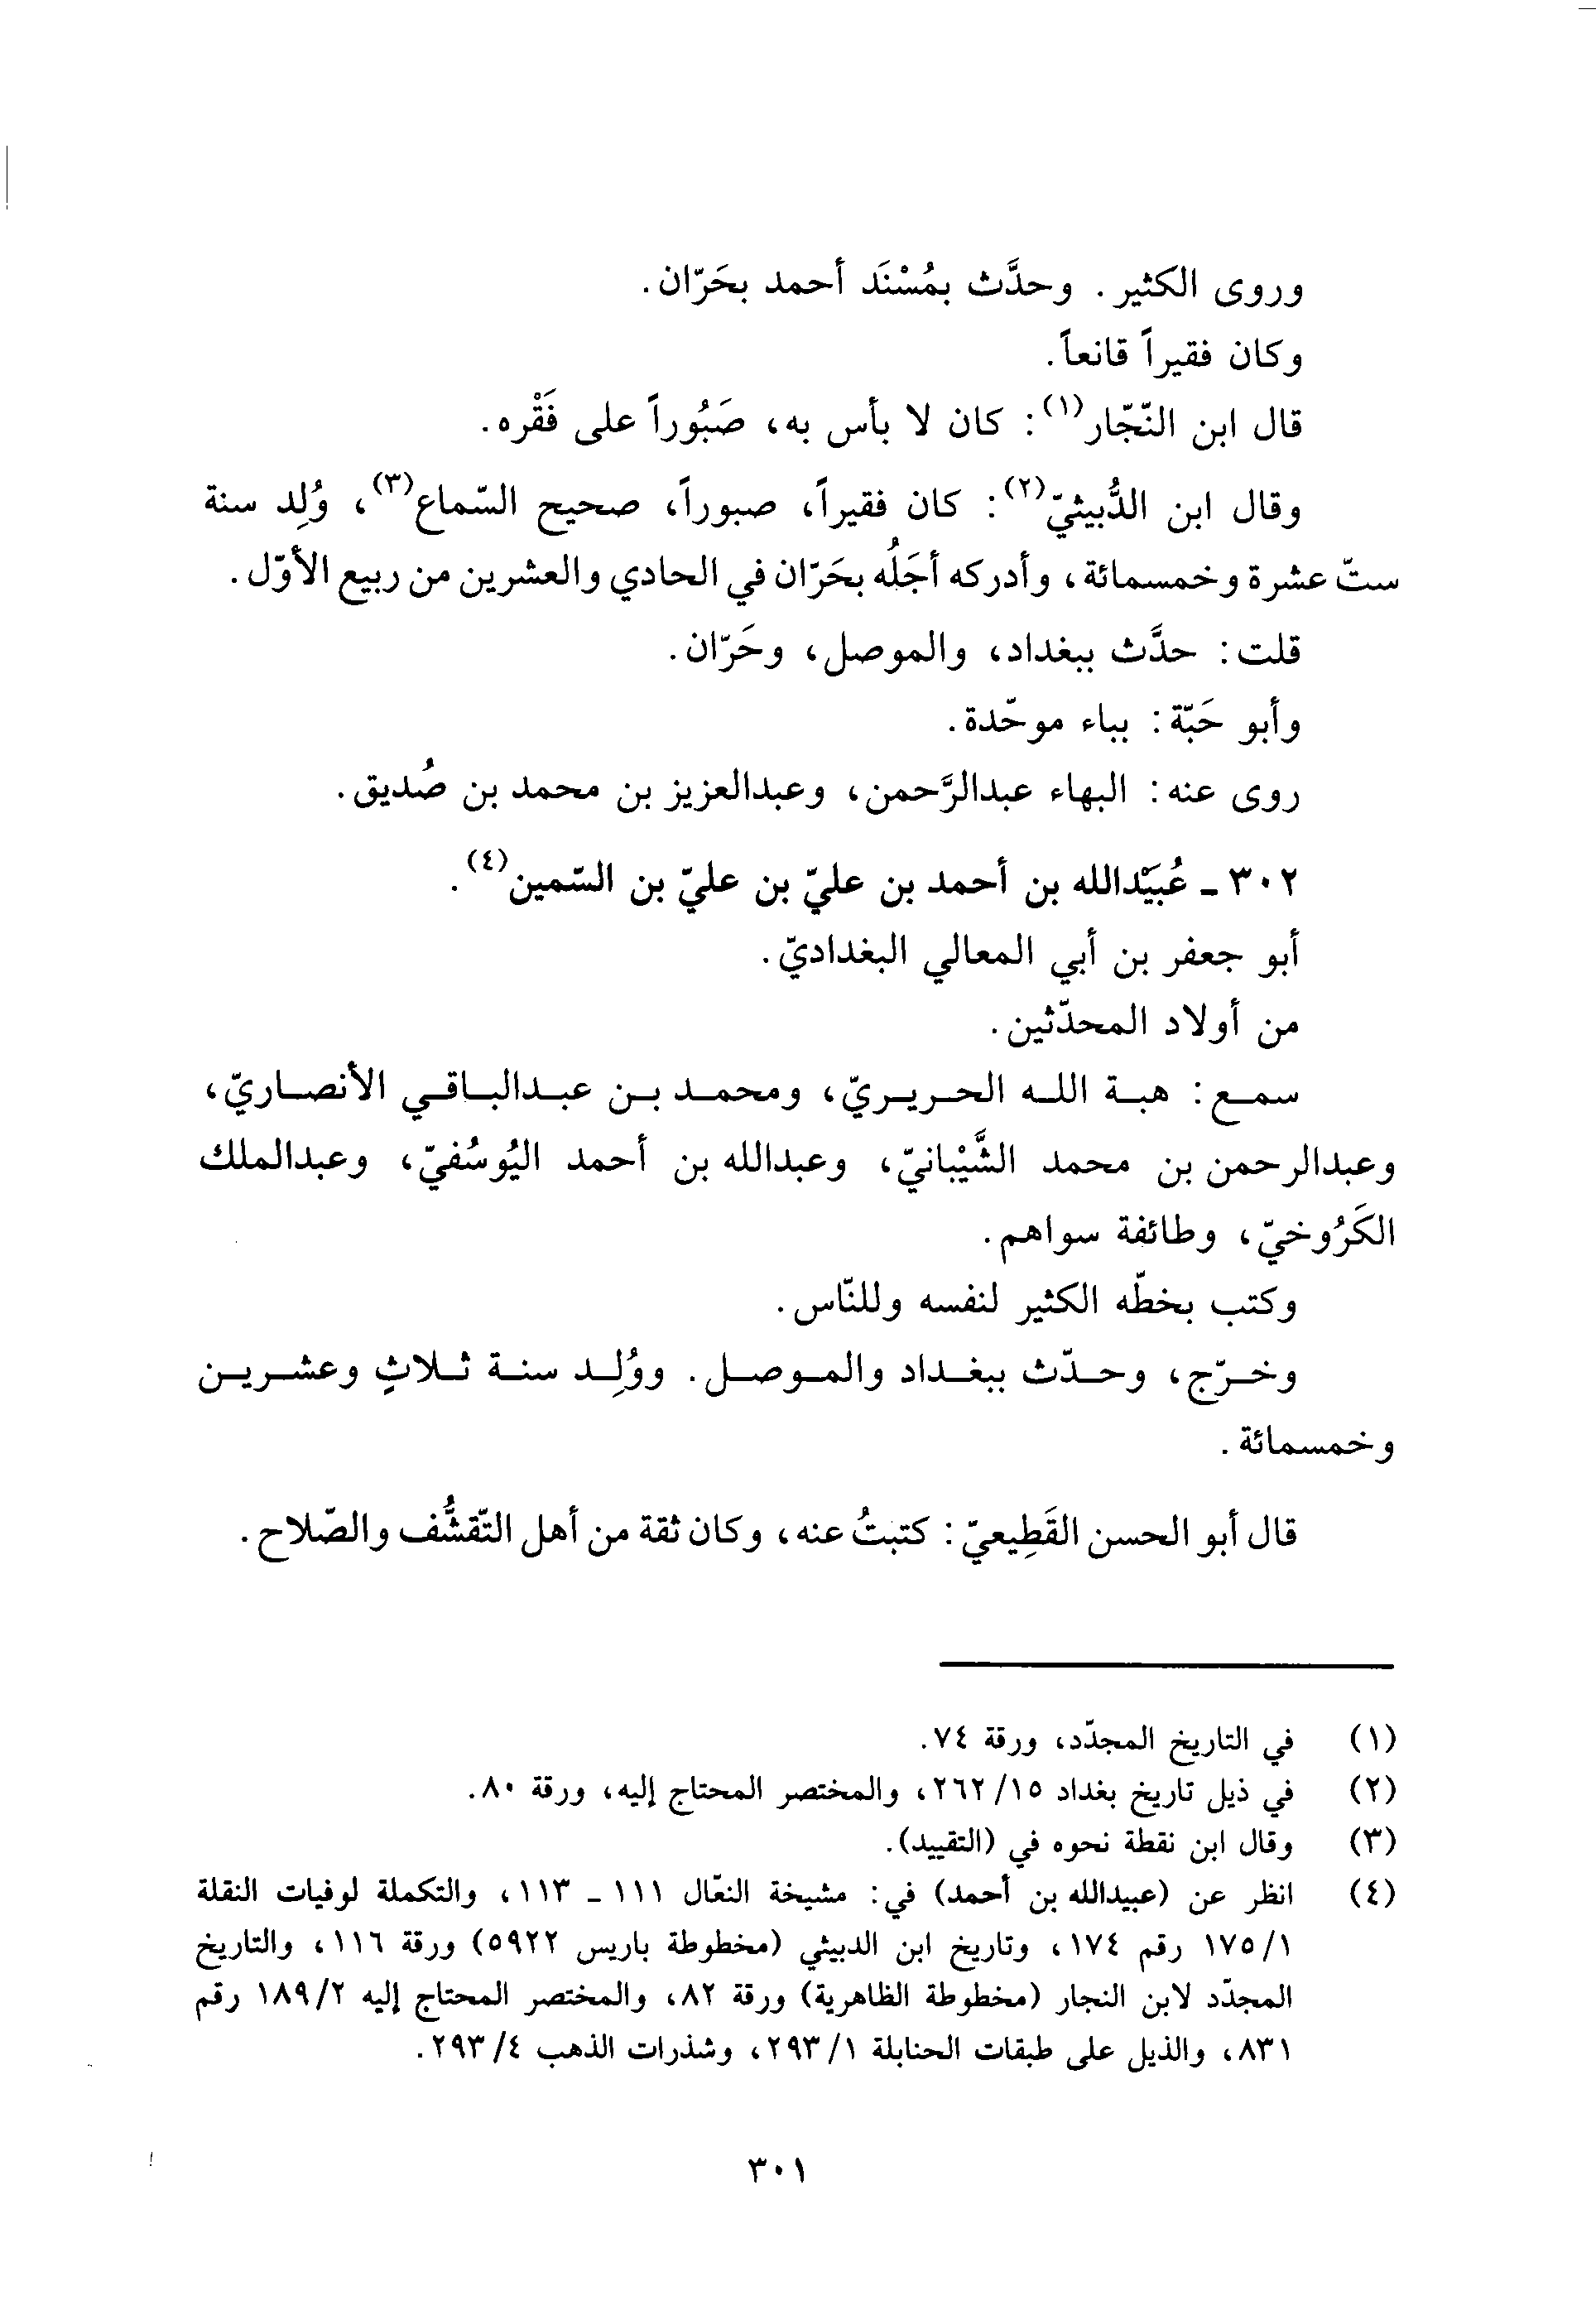 وروى الكثير. وحدَّث بمُسْنَد أحمد بحَرّان.
وكان فقيراً قانعاً.
قال ابن النّجّار(١): كان لا بأس به، صَبُوراً على فَقْره.
وقال ابن الدُّبيثيّ(٢): كان فقيراً، صبوراً، صحيح السّماع(٣)، وُلِد سنة
ستّ عشرة وخمسمائة، وأدركه أجَلُه بحَرّان في الحادي والعشرين من ربيع الأوّل.
قلت: حدَّث ببغداد، والموصل، وحَرّان.
وأبو حَبّة: بباء موحّدة.
روى عنه: البهاء عبدالرَّحمن، وعبدالعزيز بن محمد بن صُديق.
٣٠٢ ـ عُبَيْدالله بن أحمد بن عليّ بن عليّ بن السّمين(٤).
أبو جعفر بن أبي المعالي البغداديّ.
من أولاد المحدّثين.
سمع: هبة الله الحريريّ، ومحمد بن عبدالباقي الأنصاريّ،
وعبدالرحمن بن محمد الشَّيْبانيّ، وعبدالله بن أحمد اليُوسُفيّ، وعبدالملك
الكَرُوخيّ، وطائفة سواهم.
وكتب بخطّه الكثير لنفسه وللنّاس.
وخرّج، وحدّث ببغداد والموصل. ووُلِد سنة ثلاثٍ وعشرين
وخمسمائة.
قال أبو الحسن القَطِيعيّ: كتبتُ عنه، وكان ثقة من أهل التّقشُّف والصّلاح.
(١) في التاريخ المجدّد، ورقة ٧٤.
(٢) في ذيل تاريخ بغداد ١٥/ ٢٦٢، والمختصر المحتاج إليه، ورقة ٨٠.
(٣) وقال ابن نقطة نحوه في (التقييد).
(٤) انظر عن (عبيدالله بن أحمد) في: مشيخة النعّال ١١١ ـ ١١٣، والتكملة لوفيات النقلة
١/ ١٧٥ رقم ١٧٤، وتاريخ ابن الدبيثي (مخطوطة باريس ٥٩٢٢) ورقة ١١٦، والتاريخ
المجدّد لابن النجار (مخطوطة الظاهرية) ورقة ٨٢، والمختصر المحتاج إليه ٢/ ١٨٩ رقم
٨٣١، والذيل على طبقات الحنابلة ١/ ٢٩٣، وشذرات الذهب ٤/ ٢٩٣.
٣٠١